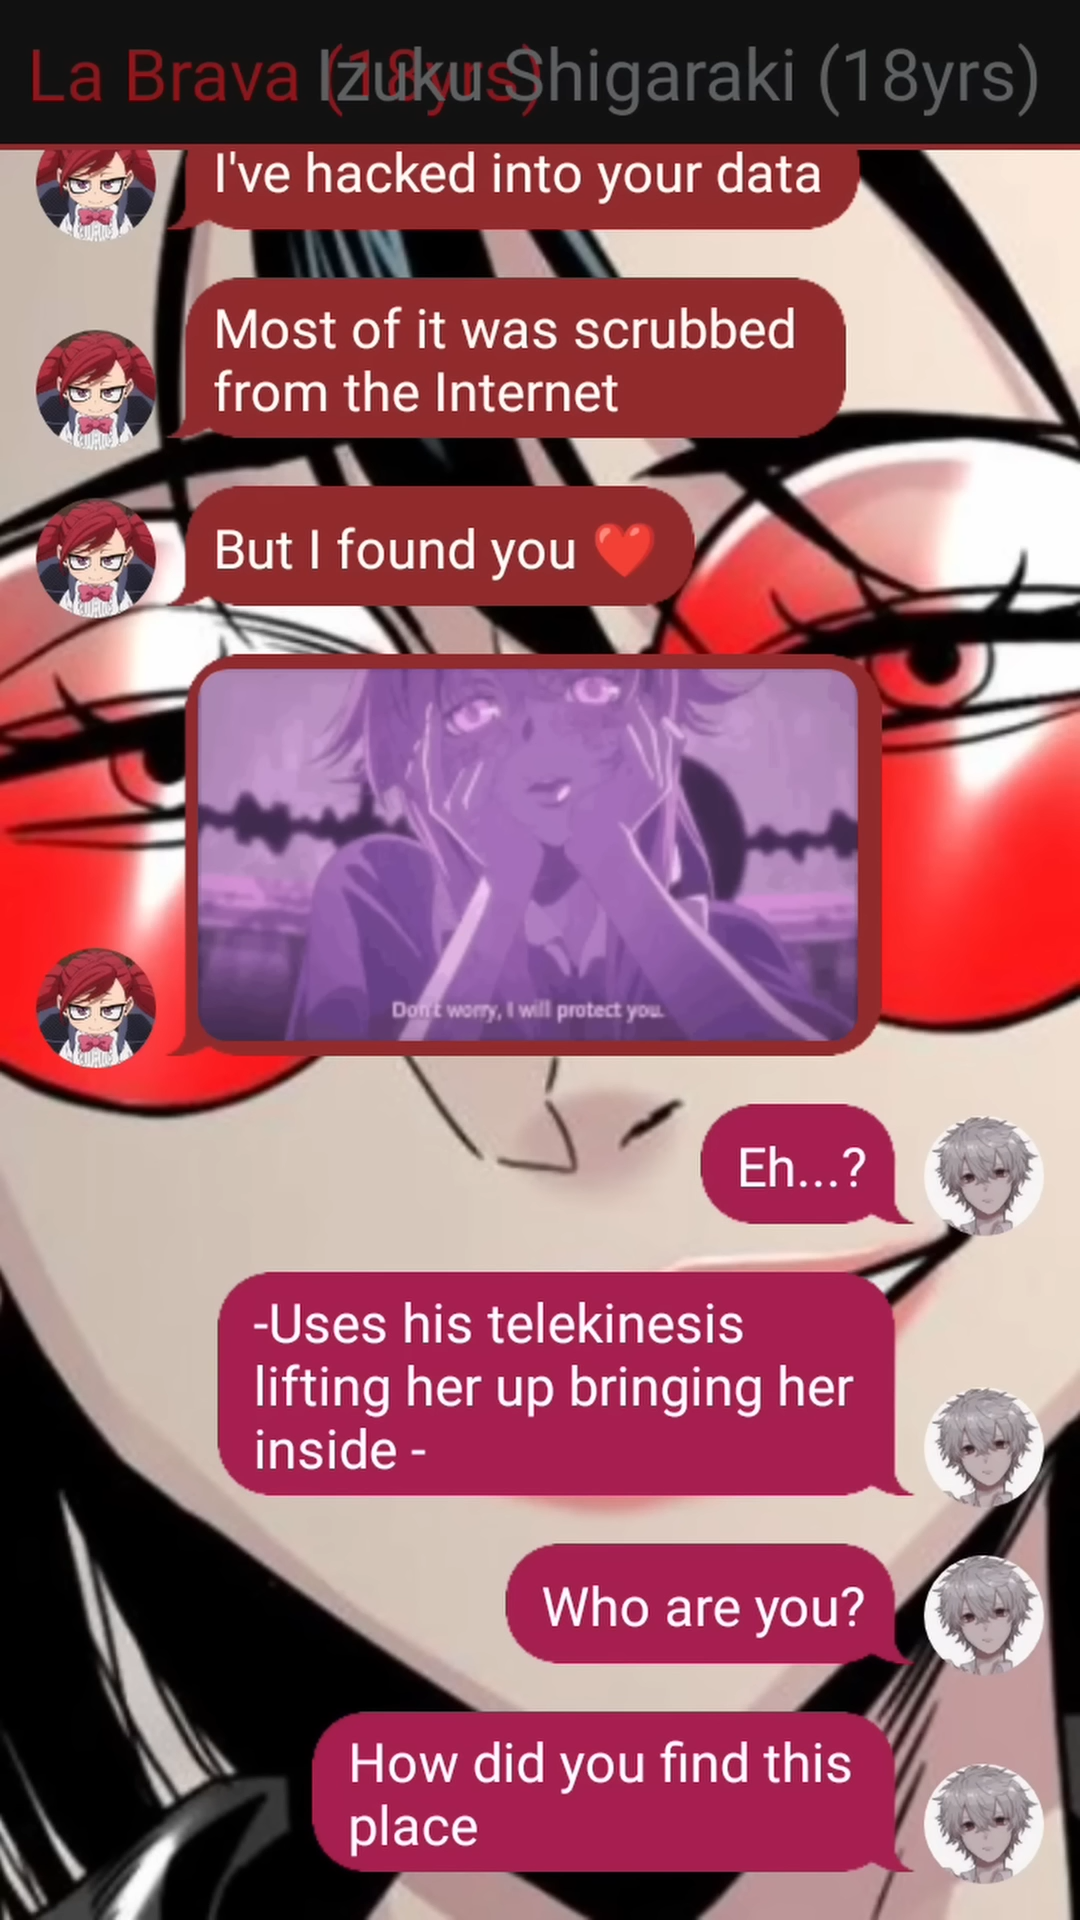 La Brava (18yrs)
Izuku Shigaraki (18yrs)
I've hacked into your data
Most of it was scrubbed
from the Internet
But I found you ❤️
Don't worry, I will protect you.
Eh...?
-Uses his telekinesis
lifting her up bringing her
inside -
Who are you?
How did you find this
place